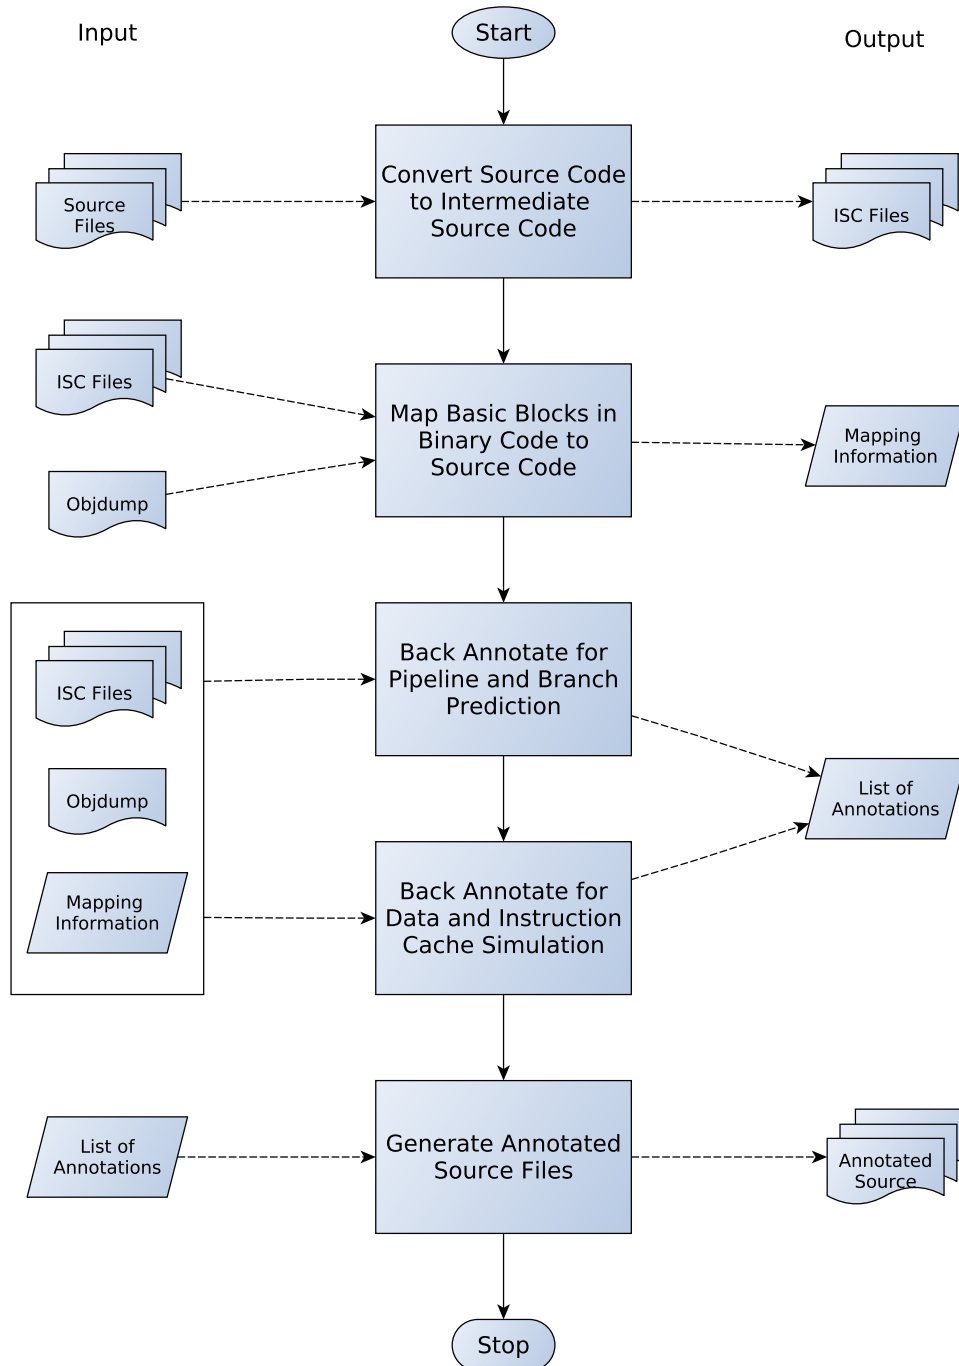 Input
Start
Output
Convert Source Code
to Intermediate
Source Code
Source
Files
ISC Files
ISC Files
Map Basic Blocks in
Binary Code to
Source Code
Mapping
Information
Objdump
ISC Files
Back Annotate for
Pipeline and Branch
Prediction
Objdump
List of
Annotations
Mapping
Information
Back Annotate for
Data and Instruction
Cache Simulation
List of
Annotations
Generate Annotated
Source Files
Annotated
Source
Stop